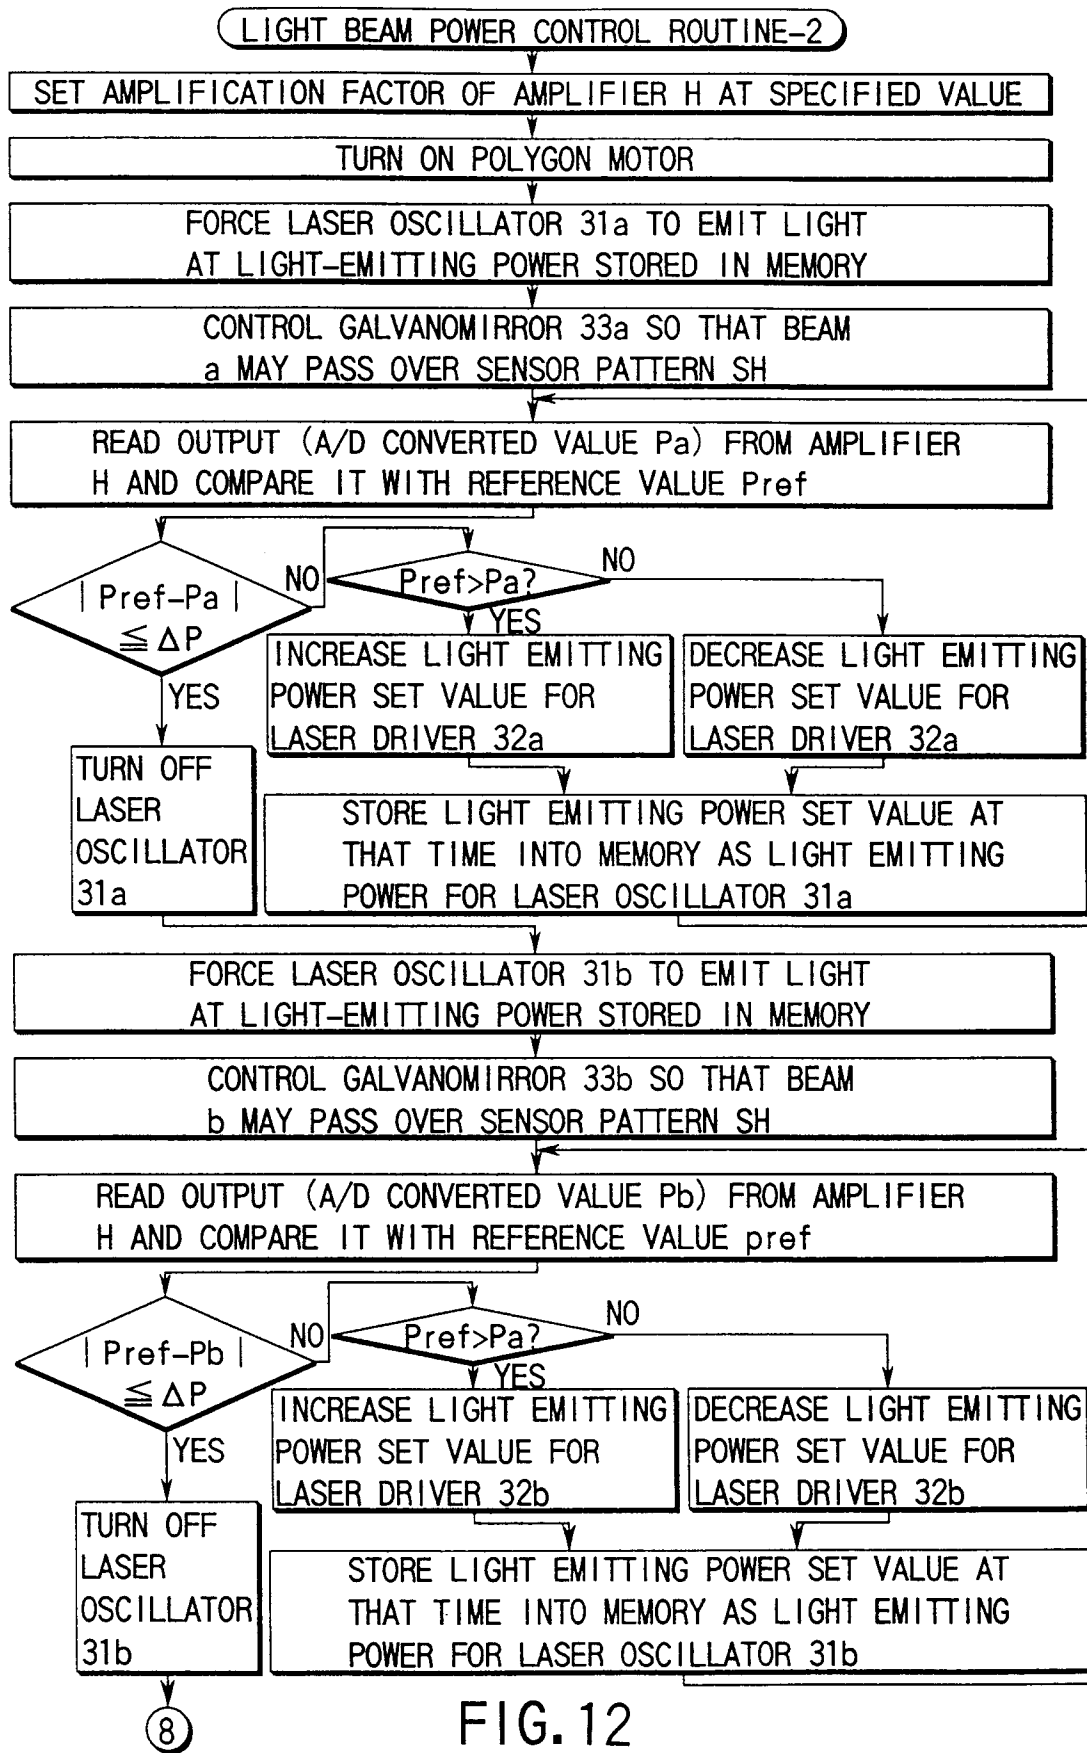 LIGHT BEAM POWER CONTROL ROUTINE-2
SET AMPLIFICATION FACTOR OF AMPLIFIER H AT SPECIFIED VALUE
TURN ON POLYGON MOTOR
FORCE LASER OSCILLATOR 31a TO EMIT LIGHT
AT LIGHT-EMITTING POWER STORED IN MEMORY
CONTROL GALVANOMIRROR 33a SO THAT BEAM
a MAY PASS OVER SENSOR PATTERN SH
READ OUTPUT (A/D CONVERTED VALUE Pa) FROM AMPLIFIER
H AND COMPARE IT WITH REFERENCE VALUE Pref
| Pref-Pa |
≦ ΔP
NO
YES
Pref>Pa?
NO
YES
INCREASE LIGHT EMITTING
POWER SET VALUE FOR
LASER DRIVER 32a
DECREASE LIGHT EMITTING
POWER SET VALUE FOR
LASER DRIVER 32a
TURN OFF
LASER
OSCILLATOR
31a
STORE LIGHT EMITTING POWER SET VALUE AT
THAT TIME INTO MEMORY AS LIGHT EMITTING
POWER FOR LASER OSCILLATOR 31a
FORCE LASER OSCILLATOR 31b TO EMIT LIGHT
AT LIGHT-EMITTING POWER STORED IN MEMORY
CONTROL GALVANOMIRROR 33b SO THAT BEAM
b MAY PASS OVER SENSOR PATTERN SH
READ OUTPUT (A/D CONVERTED VALUE Pb) FROM AMPLIFIER
H AND COMPARE IT WITH REFERENCE VALUE pref
| Pref-Pb |
≦ ΔP
NO
YES
Pref>Pa?
NO
YES
INCREASE LIGHT EMITTING
POWER SET VALUE FOR
LASER DRIVER 32b
DECREASE LIGHT EMITTING
POWER SET VALUE FOR
LASER DRIVER 32b
TURN OFF
LASER
OSCILLATOR
31b
STORE LIGHT EMITTING POWER SET VALUE AT
THAT TIME INTO MEMORY AS LIGHT EMITTING
POWER FOR LASER OSCILLATOR 31b
8
FIG. 12